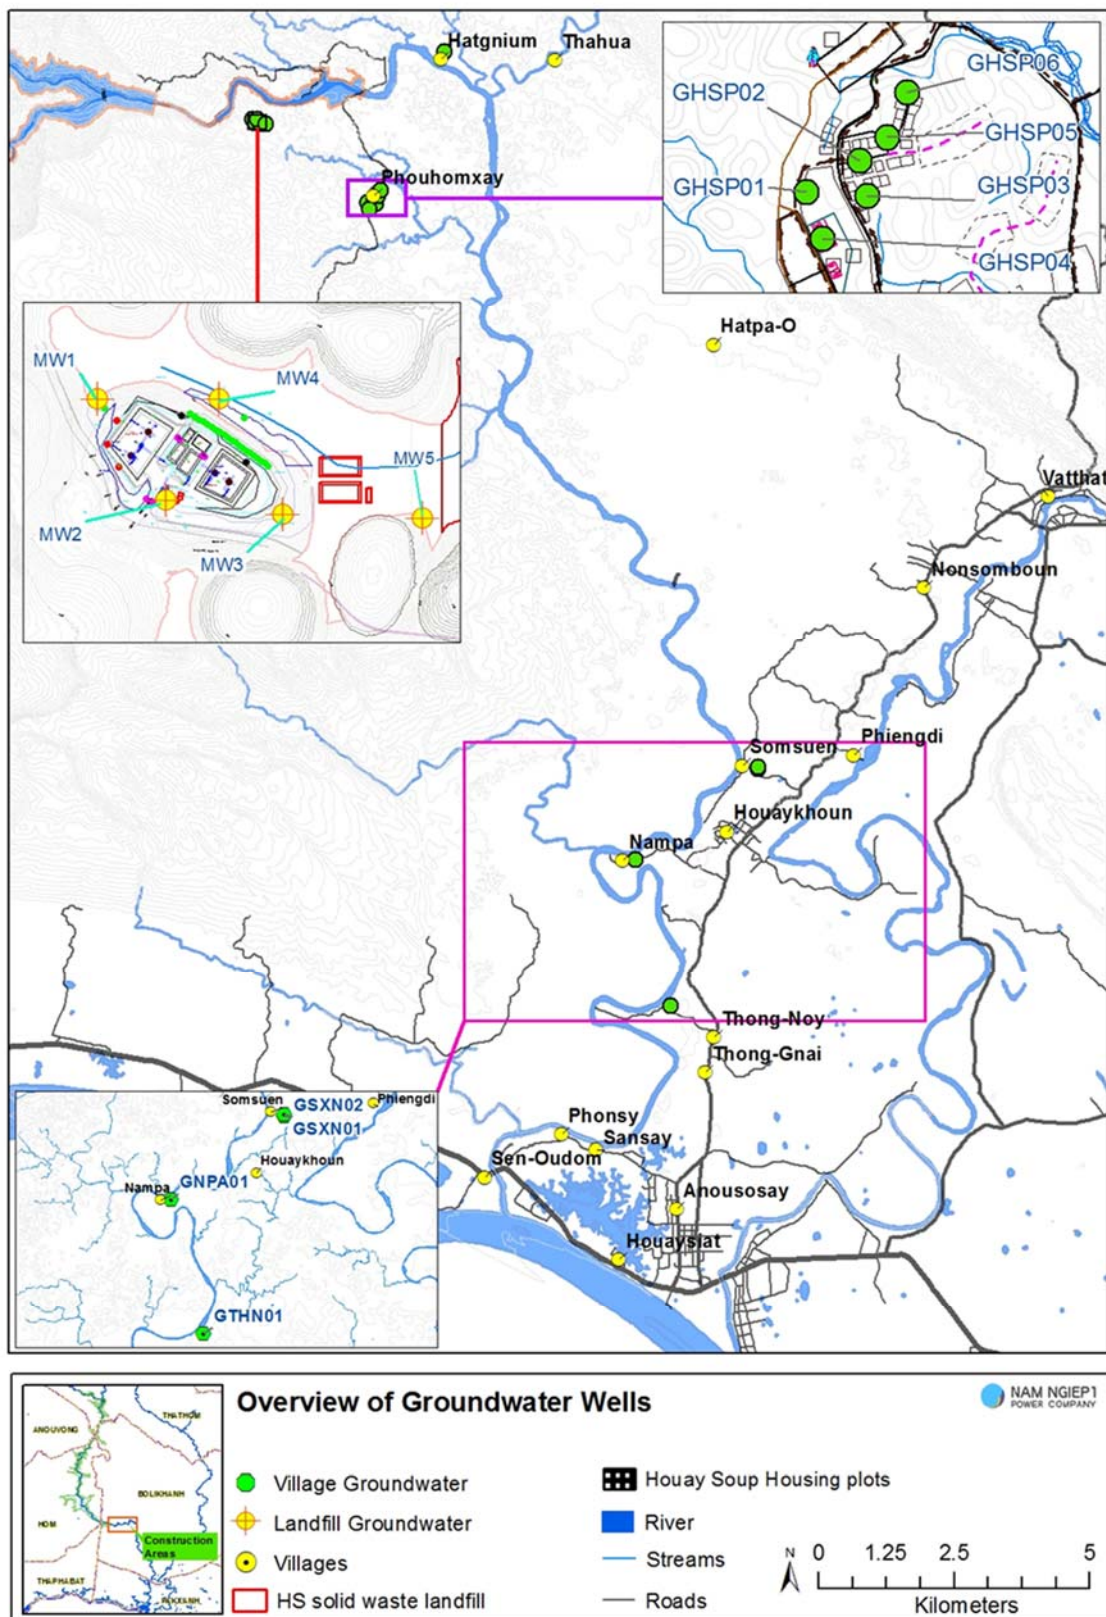 Hatgnium
Thahua
GHSP06
GHSP02
GHSP05
GHSP01
GHSP03
GHSP04
Phouhomxay
Hatpa-O
MW1
MW4
MW5
MW2
MW3
Vatthat
Nonsomboun
Somsuen
Phiengdi
Houaykhoun
Nampa
Thong-Noy
Thong-Gnai
Phonsy
Sansay
Sen-Oudom
Anousosay
Houaysiat
Somsuen
GSXN02
Phiengdi
GSXN01
Houaykhoun
Nampa
GNPA01
GTHN01
Overview of Groundwater Wells
NAM NGIEP1
POWER COMPANY
ANOUVONG
THATHOM
BOLIKHANH
HOM
Construction
Areas
THAPHABAT
Village Groundwater
Landfill Groundwater
Villages
HS solid waste landfill
Houay Soup Housing plots
River
Streams
Roads
N
0 1.25 2.5 5
Kilometers